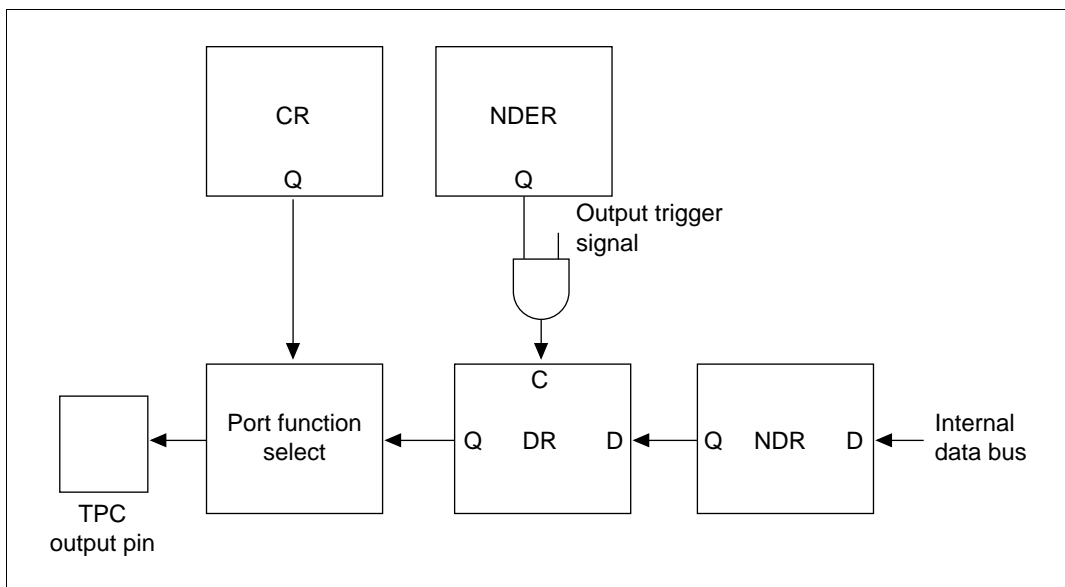 CR
Q
NDER
Q
Output trigger
signal
C
Port function
select
Q
DR
D
Q
NDR
D
Internal
data bus
TPC
output pin